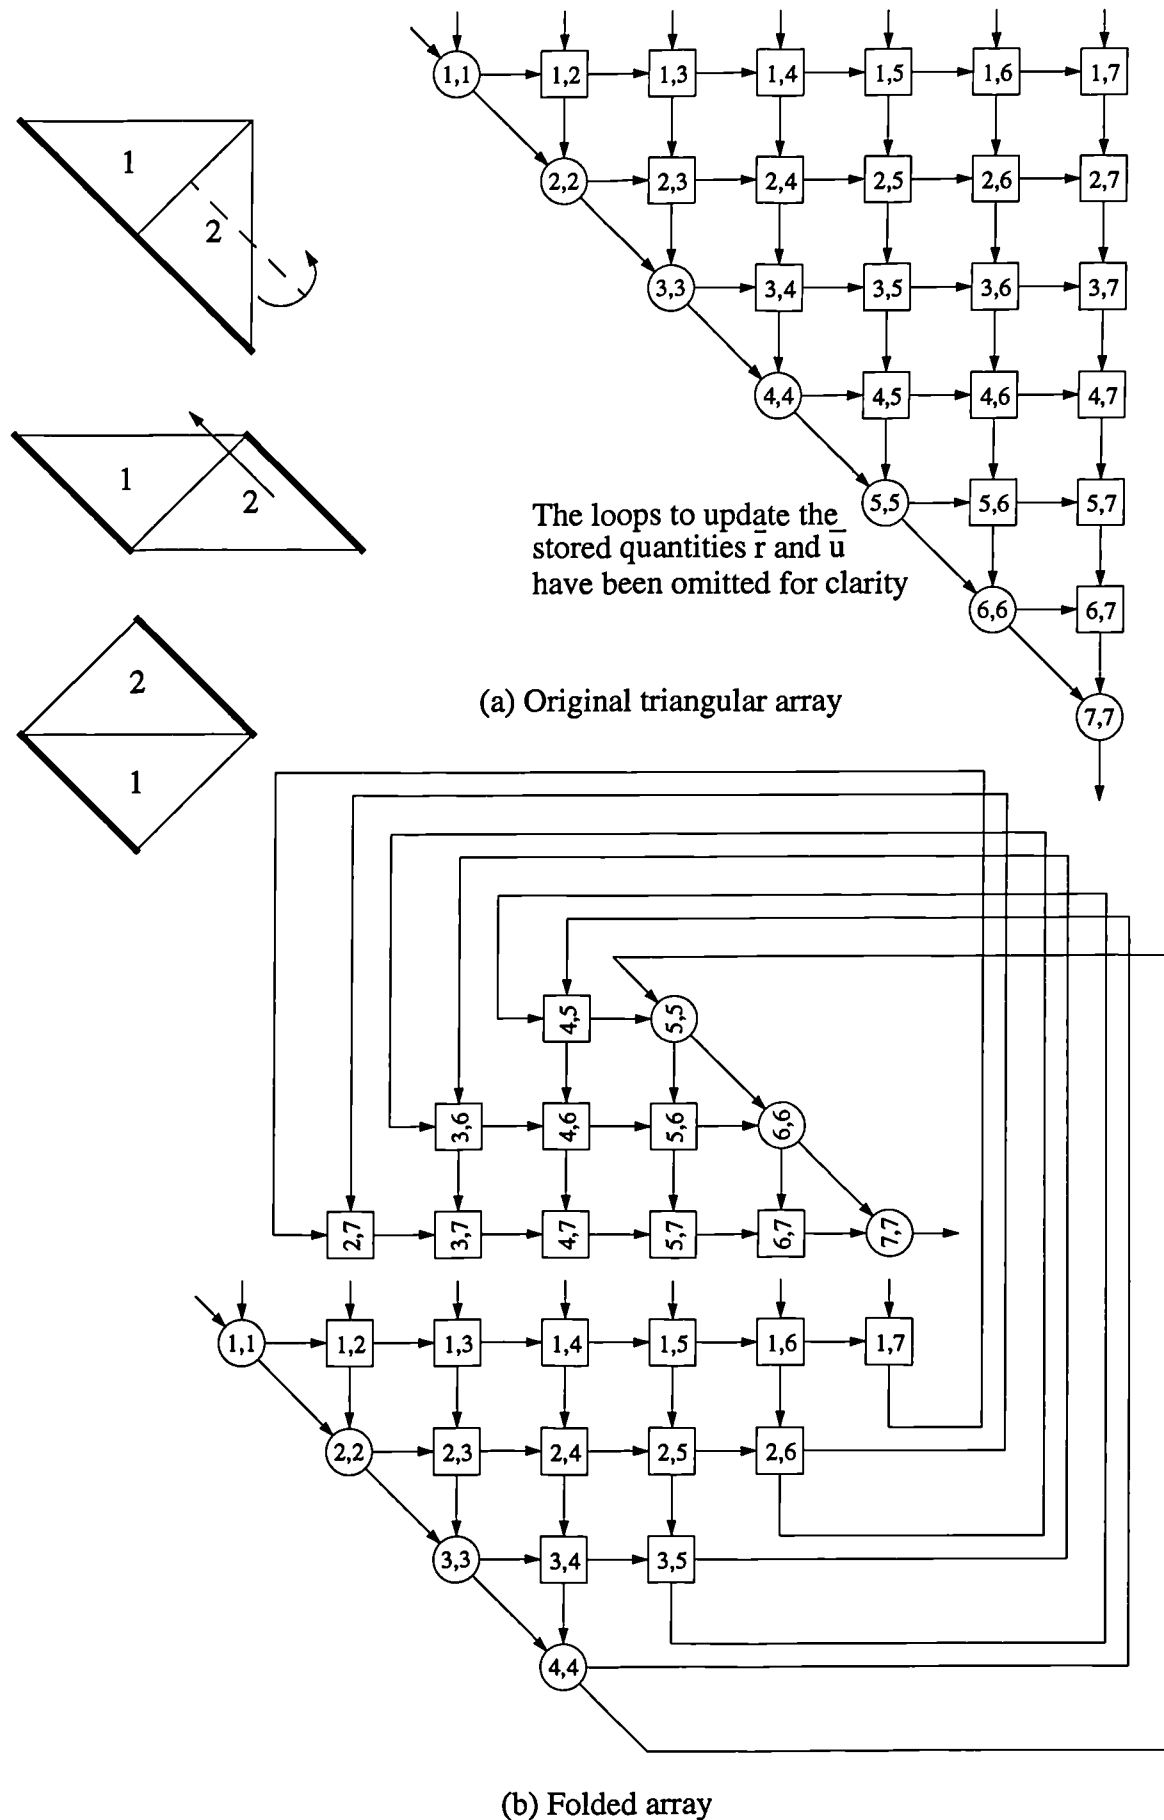 1,1 1,2 1,3 1,4 1,5 1,6 1,7
1
2,2 2,3 2,4 2,5 2,6 2,7
2
3,3 3,4 3,5 3,6 3,7
4,4 4,5 4,6 4,7
1
2
5,5 5,6 5,7
The loops to update the
stored quantities r̄ and ū
have been omitted for clarity
6,6 6,7
2
(a) Original triangular array
7,7
1
4,5 5,5
3,6 4,6 5,6 6,6
2,7 3,7 4,7 5,7 6,7 7,7
1,1 1,2 1,3 1,4 1,5 1,6 1,7
2,2 2,3 2,4 2,5 2,6
3,3 3,4 3,5
4,4
(b) Folded array